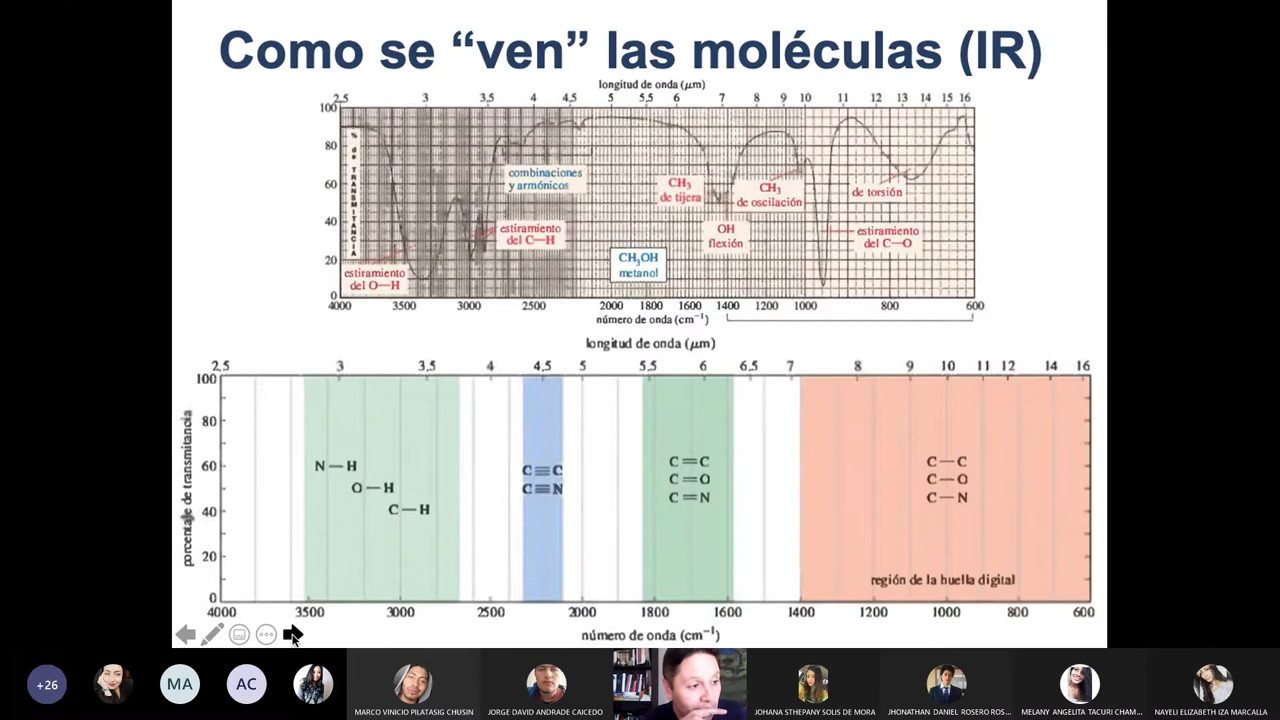 Como se “ven” las moléculas (IR)
longitud de onda (μm)
2,5 3 3,5 4 4,5 5 5,5 6 7 8 9 10 11 12 13 14 15 16
100
80
60
40
20
0
% de TRANSMITANCIA
combinaciones
y armónicos
estiramiento
del C—H
estiramiento
del O—H
CH₃
de tijera
CH₃
de oscilación
de torsión
OH
flexión
estiramiento
del C—O
CH₃OH
metanol
4000 3500 3000 2500 2000 1800 1600 1400 1200 1000 800 600
número de onda (cm⁻¹)
longitud de onda (μm)
2,5 3 3,5 4 4,5 5 5,5 6 6,5 7 8 9 10 11 12 14 16
porcentaje de transmitancia
100
80
60
40
20
0
N—H
O—H
C—H
C≡C
C≡N
C=C
C=O
C=N
C—C
C—O
C—N
región de la huella digital
4000 3500 3000 2500 2000 1800 1600 1400 1200 1000 800 600
número de onda (cm⁻¹)
+26
MA
AC
MARCO VINICIO PILATASIG CHUSIN
JORGE DAVID ANDRADE CAICEDO
JOHANA STHEPANY SOLIS DE MORA
JHONATHAN DANIEL ROSERO ROS...
MELANY ANGELITA TACURI CHAM...
NAYELI ELIZABETH IZA MARCALLA